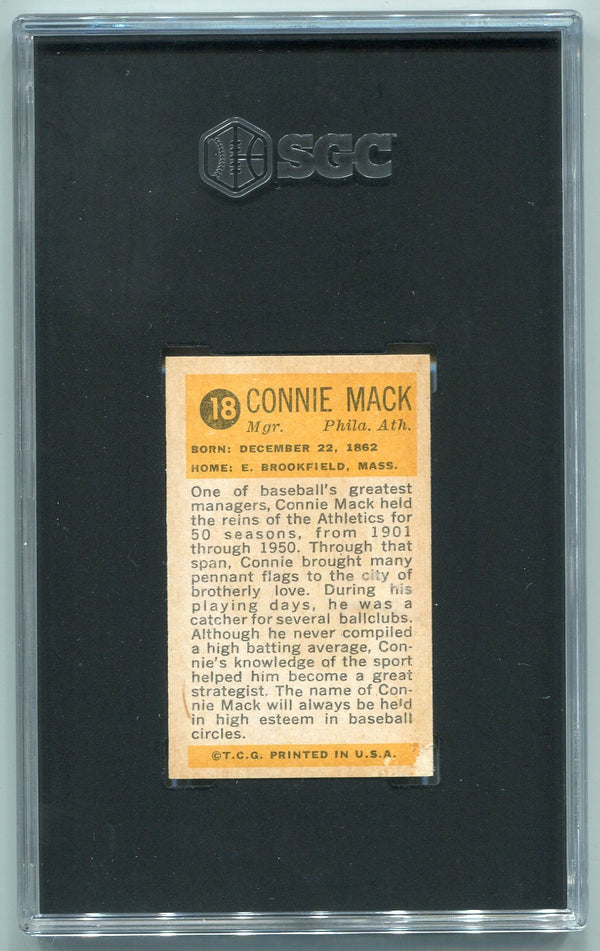 SGC
18 CONNIE MACK
Mgr. Phila. Ath.
BORN: DECEMBER 22, 1862
HOME: E. BROOKFIELD, MASS.
One of baseball's greatest
managers, Connie Mack held
the reins of the Athletics for
50 seasons, from 1901
through 1950. Through that
span, Connie brought many
pennant flags to the city of
brotherly love. During his
playing days, he was a
catcher for several ballclubs.
Although he never compiled
a high batting average, Con-
nie's knowledge of the sport
helped him become a great
strategist. The name of Con-
nie Mack will always be held
in high esteem in baseball
circles.
©T.C.G. PRINTED IN U.S.A.